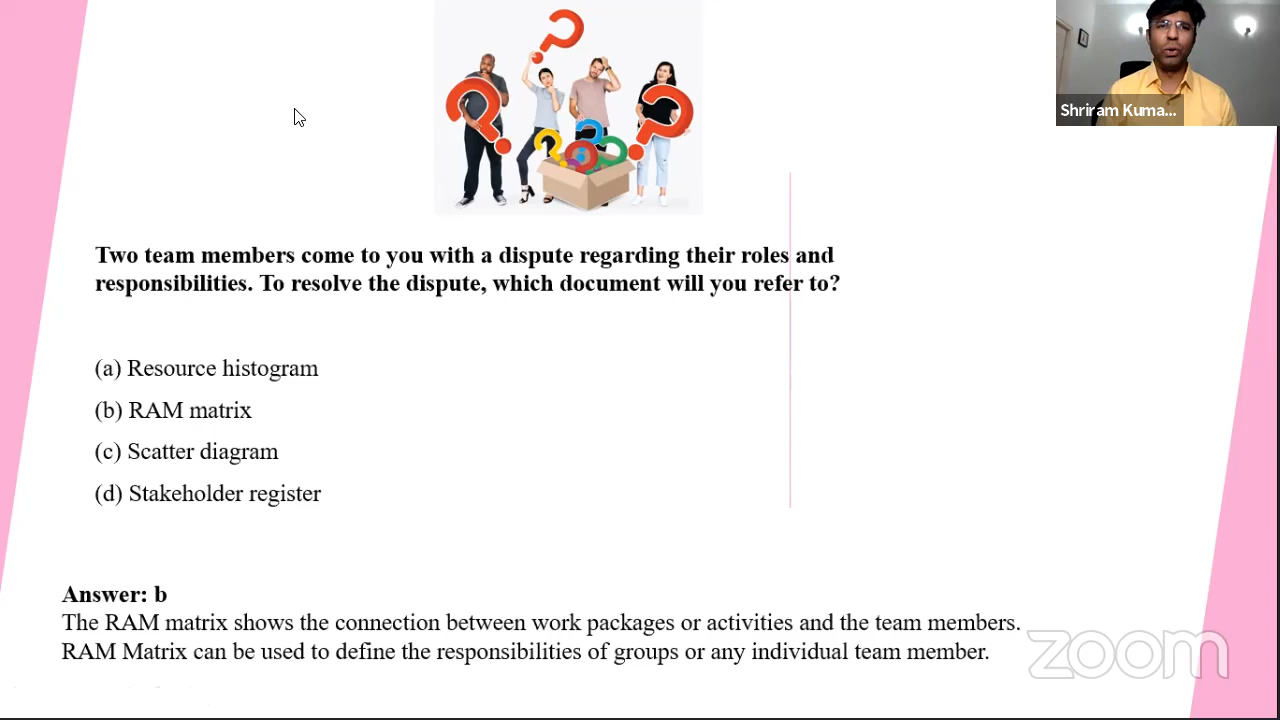 Shriram Kuma...
Two team members come to you with a dispute regarding their roles and
responsibilities. To resolve the dispute, which document will you refer to?
(a) Resource histogram
(b) RAM matrix
(c) Scatter diagram
(d) Stakeholder register
Answer: b
The RAM matrix shows the connection between work packages or activities and the team members.
RAM Matrix can be used to define the responsibilities of groups or any individual team member.
zoom